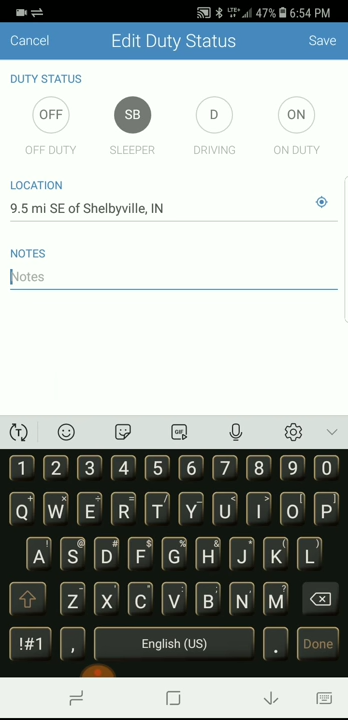 LTE+ 47% 6:54 PM
Cancel Edit Duty Status Save
DUTY STATUS
OFF SB D ON
OFF DUTY SLEEPER DRIVING ON DUTY
LOCATION
9.5 mi SE of Shelbyville, IN
NOTES
Notes
T GIF
1 2 3 4 5 6 7 8 9 0
+ × ÷ = / _ < > [ ]
Q W E R T Y U I O P
! @ # $ % ^ & * ( )
A S D F G H J K L
- ' " : ; , ?
Z X C V B N M
!#1 , English (US) . Done